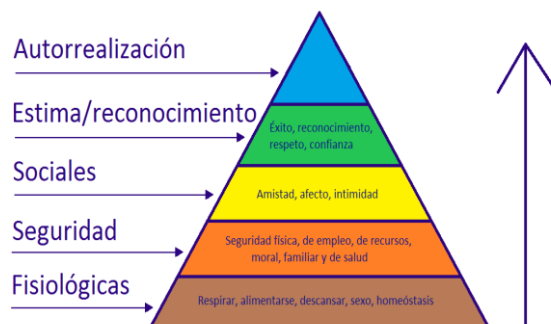 Autorrealización
Estima/reconocimiento
Éxito, reconocimiento,
respeto, confianza
Sociales
Amistad, afecto, intimidad
Seguridad
Seguridad física, de empleo, de recursos,
moral, familiar y de salud
Fisiológicas
Respirar, alimentarse, descansar, sexo, homeóstasis